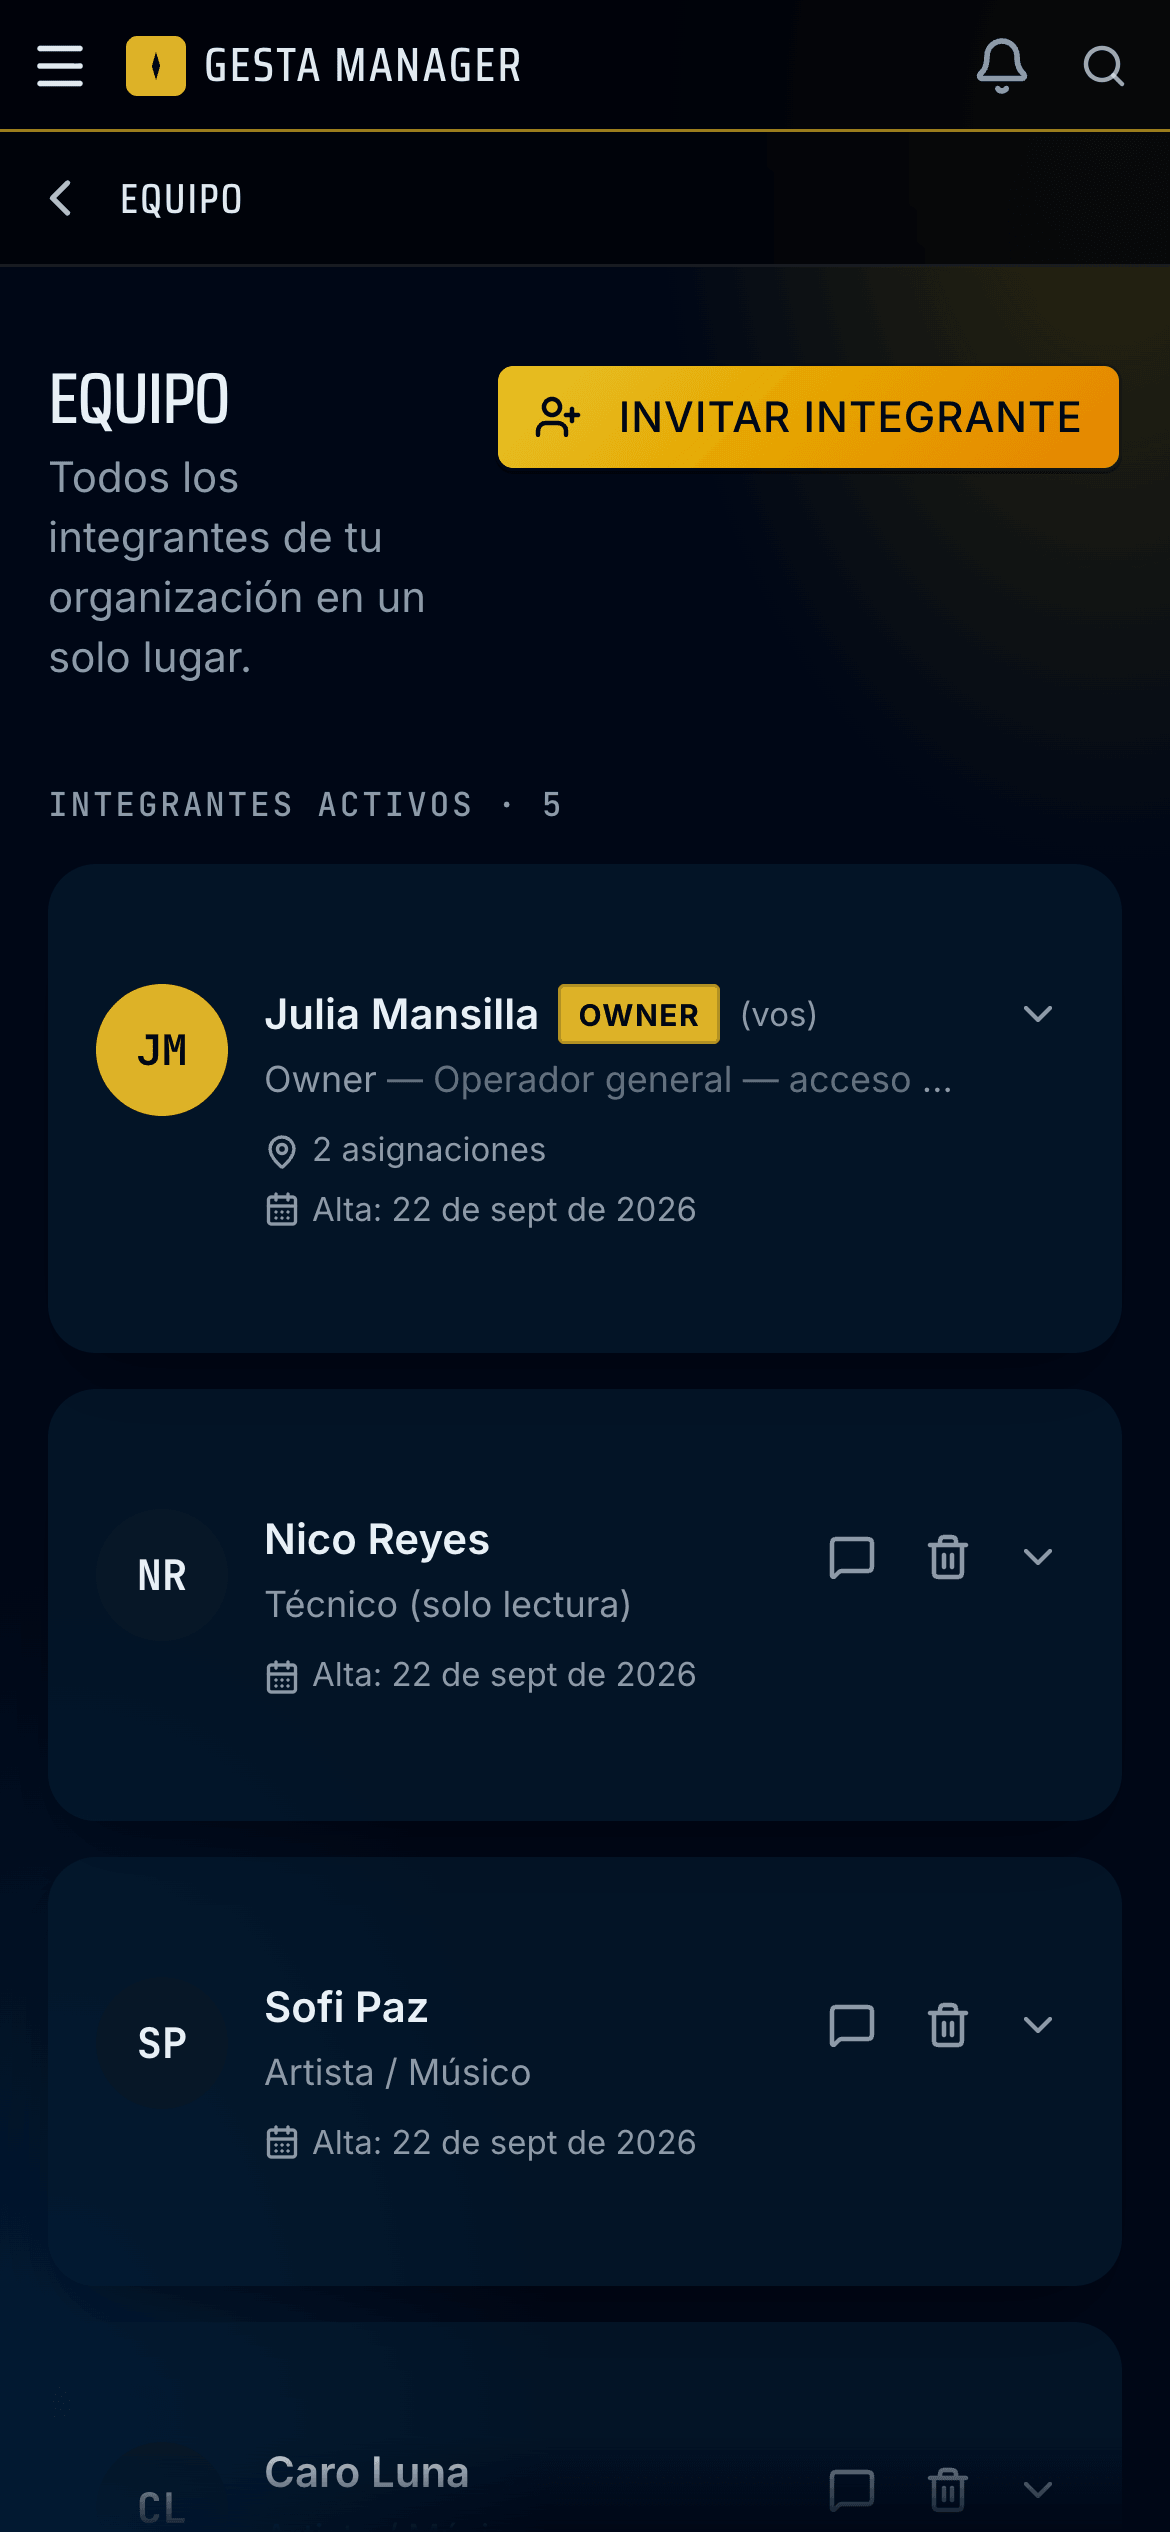 GESTA MANAGER
EQUIPO
EQUIPO
INVITAR INTEGRANTE
Todos los
integrantes de tu
organización en un
solo lugar.
INTEGRANTES ACTIVOS · 5
JM
Julia Mansilla OWNER (vos)
Owner — Operador general — acceso ...
2 asignaciones
Alta: 22 de sept de 2026
NR
Nico Reyes
Técnico (solo lectura)
Alta: 22 de sept de 2026
SP
Sofi Paz
Artista / Músico
Alta: 22 de sept de 2026
CL
Caro Luna